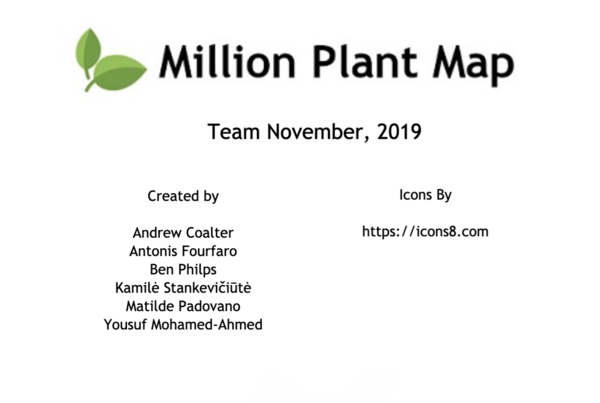 Million Plant Map
Team November, 2019
Created by
Andrew Coalter
Antonis Fourfaro
Ben Philps
Kamilė Stankevičiūtė
Matilde Padovano
Yousuf Mohamed-Ahmed
Icons By
https://icons8.com